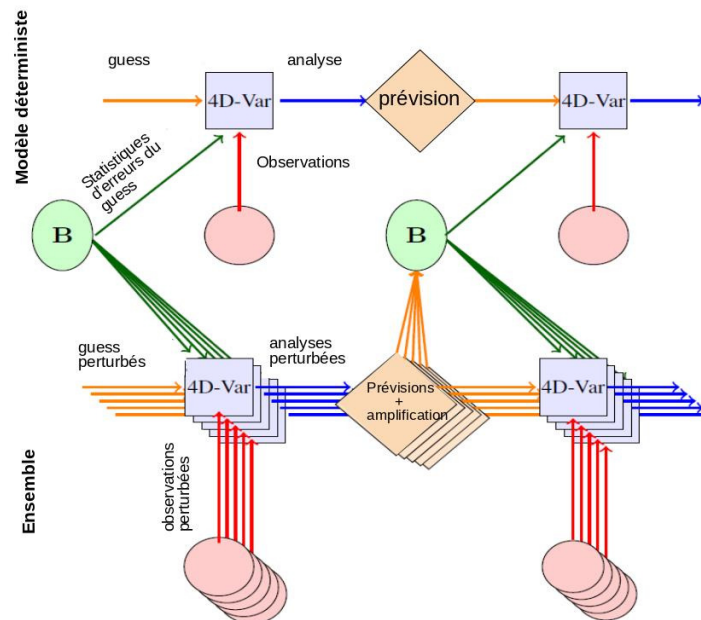 Modèle déterministe
guess
analyse
4D-Var
prévision
4D-Var
Statistiques
d'erreurs du
guess
Observations
B
B
guess
perturbés
analyses
perturbées
4D-Var
Prévisions
+
amplification
4D-Var
Ensemble
observations
perturbées